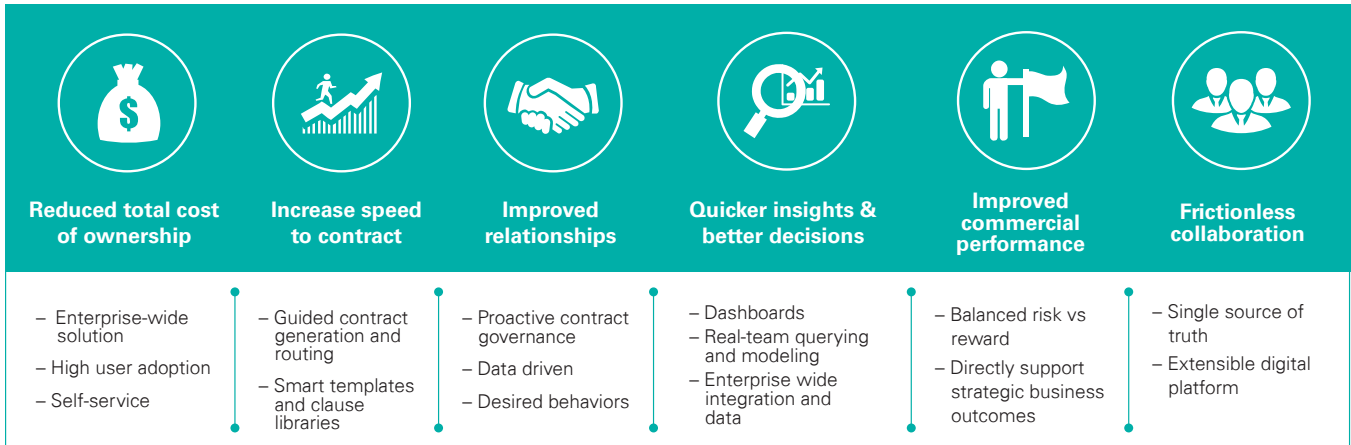 $
Reduced total cost
of ownership
– Enterprise-wide
solution
– High user adoption
– Self-service
Increase speed
to contract
– Guided contract
generation and
routing
– Smart templates
and clause
libraries
Improved
relationships
– Proactive contract
governance
– Data driven
– Desired behaviors
Quicker insights &
better decisions
– Dashboards
– Real-team querying
and modeling
– Enterprise wide
integration and
data
Improved
commercial
performance
– Balanced risk vs
reward
– Directly support
strategic business
outcomes
Frictionless
collaboration
– Single source of
truth
– Extensible digital
platform